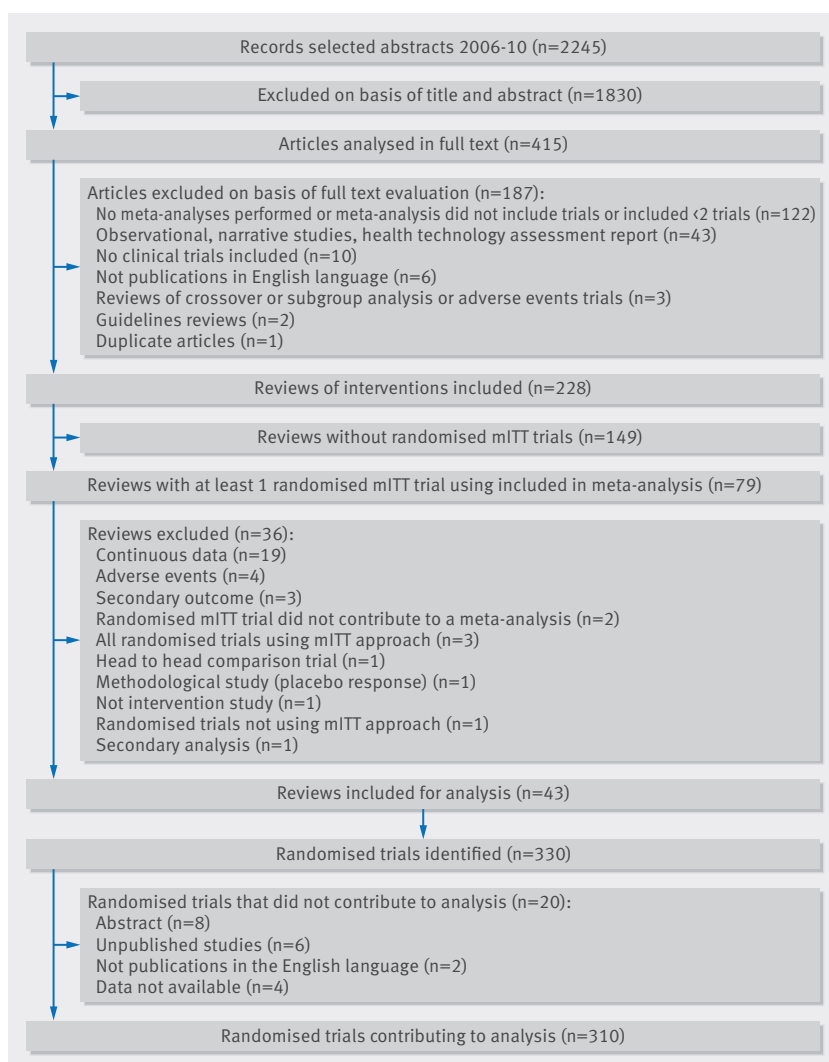 Records selected abstracts 2006-10 (n=2245)
Excluded on basis of title and abstract (n=1830)
Articles analysed in full text (n=415)
Articles excluded on basis of full text evaluation (n=187):
No meta-analyses performed or meta-analysis did not include trials or included <2 trials (n=122)
Observational, narrative studies, health technology assessment report (n=43)
No clinical trials included (n=10)
Not publications in English language (n=6)
Reviews of crossover or subgroup analysis or adverse events trials (n=3)
Guidelines reviews (n=2)
Duplicate articles (n=1)
Reviews of interventions included (n=228)
Reviews without randomised mITT trials (n=149)
Reviews with at least 1 randomised mITT trial using included in meta-analysis (n=79)
Reviews excluded (n=36):
Continuous data (n=19)
Adverse events (n=4)
Secondary outcome (n=3)
Randomised mITT trial did not contribute to a meta-analysis (n=2)
All randomised trials using mITT approach (n=3)
Head to head comparison trial (n=1)
Methodological study (placebo response) (n=1)
Not intervention study (n=1)
Randomised trials not using mITT approach (n=1)
Secondary analysis (n=1)
Reviews included for analysis (n=43)
Randomised trials identified (n=330)
Randomised trials that did not contribute to analysis (n=20):
Abstract (n=8)
Unpublished studies (n=6)
Not publications in the English language (n=2)
Data not available (n=4)
Randomised trials contributing to analysis (n=310)